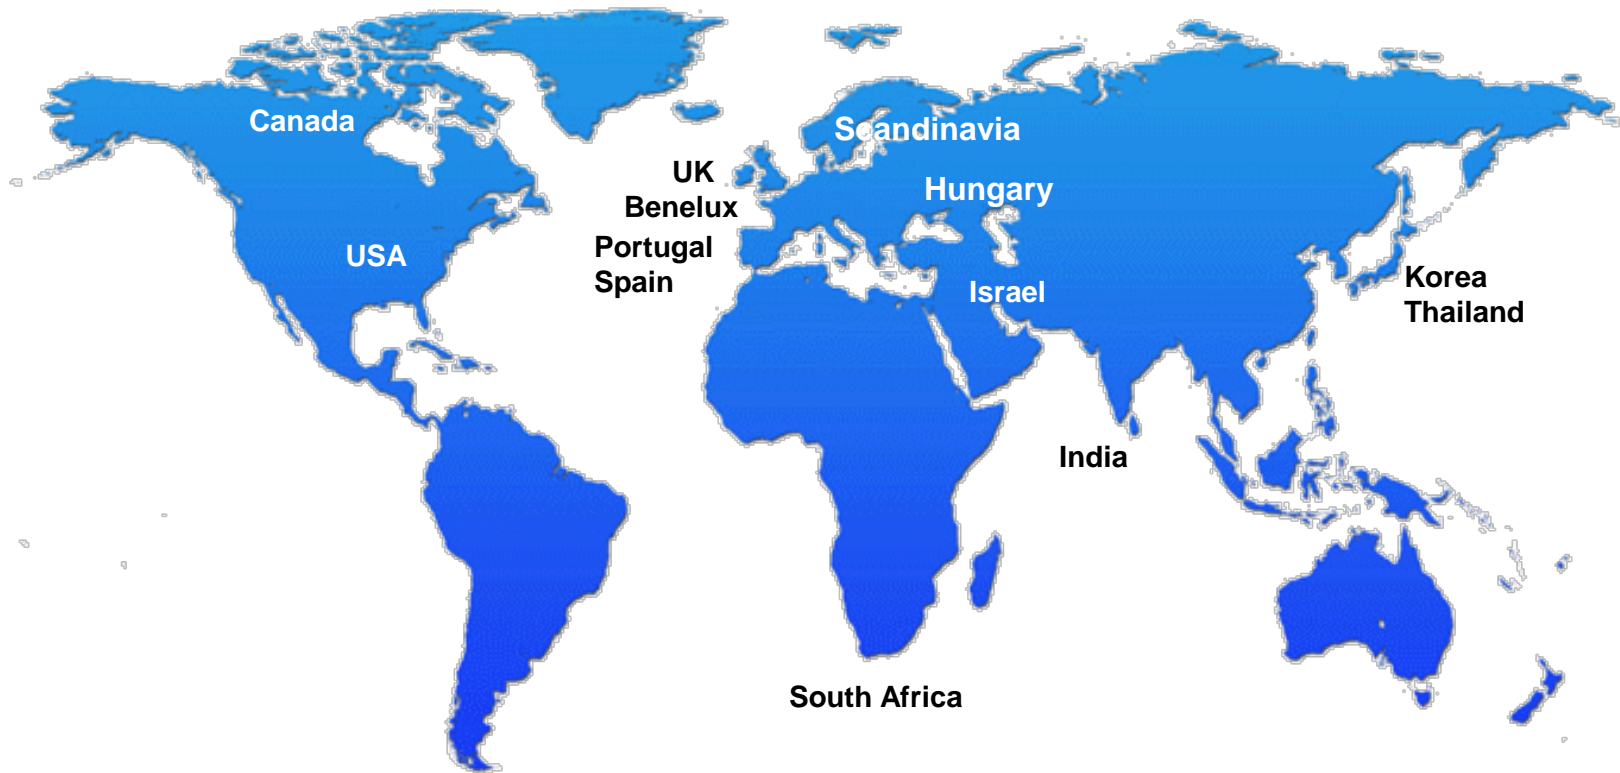 Canada
Scandinavia
UK
Benelux
Hungary
Portugal
Spain
USA
Israel
Korea
Thailand
India
South Africa